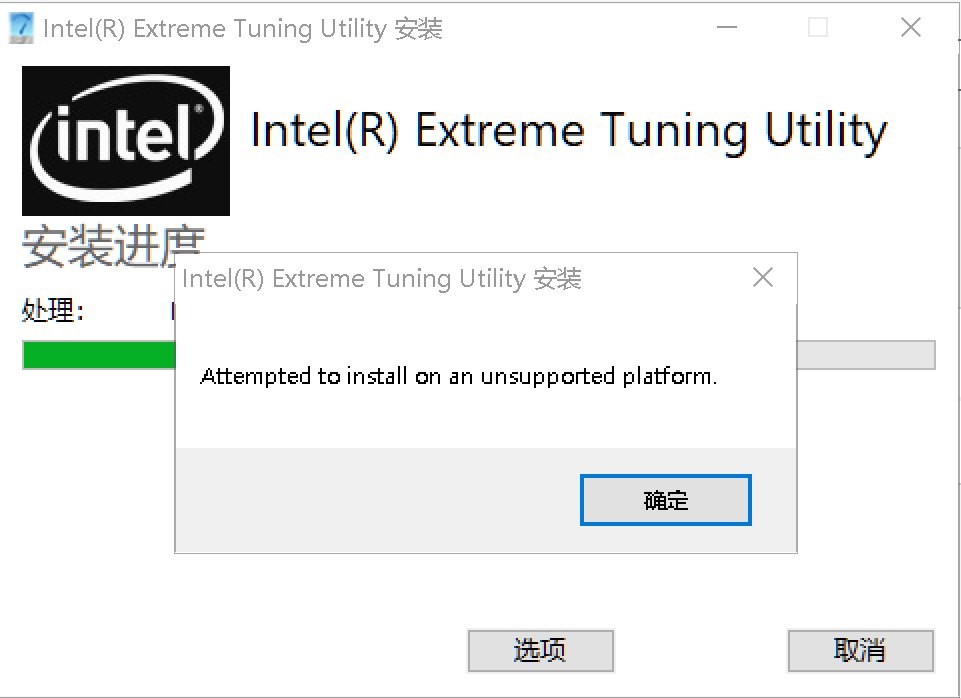 Intel(R) Extreme Tuning Utility 安装
intel®
Intel(R) Extreme Tuning Utility
安装进度
处理:
Intel(R) Extreme Tuning Utility 安装
Attempted to install on an unsupported platform.
确定
选项
取消